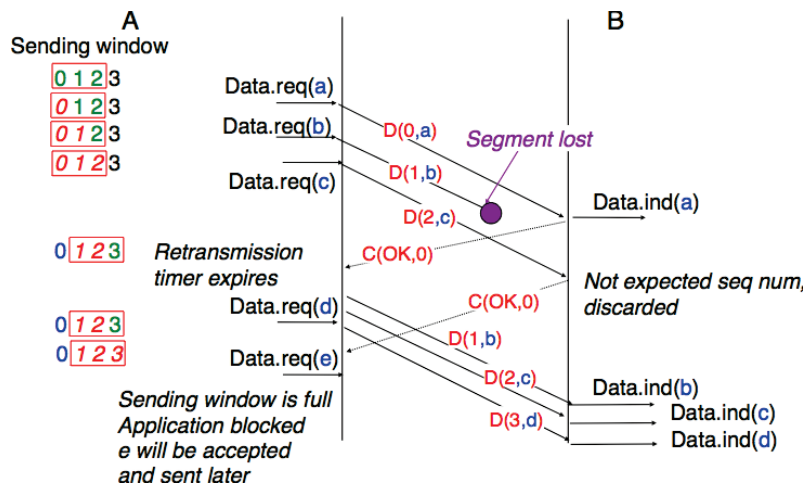 A
B
Sending window
0 1 2 3
Data.req(a)
0 1 2 3
Data.req(b)
D(0,a)
Segment lost
0 1 2 3
0 1 2 3
D(1,b)
Data.req(c)
D(2,c)
Data.ind(a)
0 1 2 3
Retransmission
timer expires
C(OK,0)
Not expected seq num,
discarded
C(OK,0)
Data.req(d)
0 1 2 3
D(1,b)
0 1 2 3
Data.req(e)
D(2,c)
Data.ind(b)
D(3,d)
Data.ind(c)
Data.ind(d)
Sending window is full
Application blocked
e will be accepted
and sent later